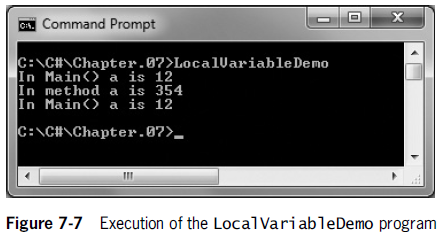 C:\ Command Prompt
C:\C#\Chapter.07>LocalVariableDemo
In Main() a is 12
In method a is 354
In Main() a is 12
C:\C#\Chapter.07>_
Figure 7-7 Execution of the LocalVariableDemo program